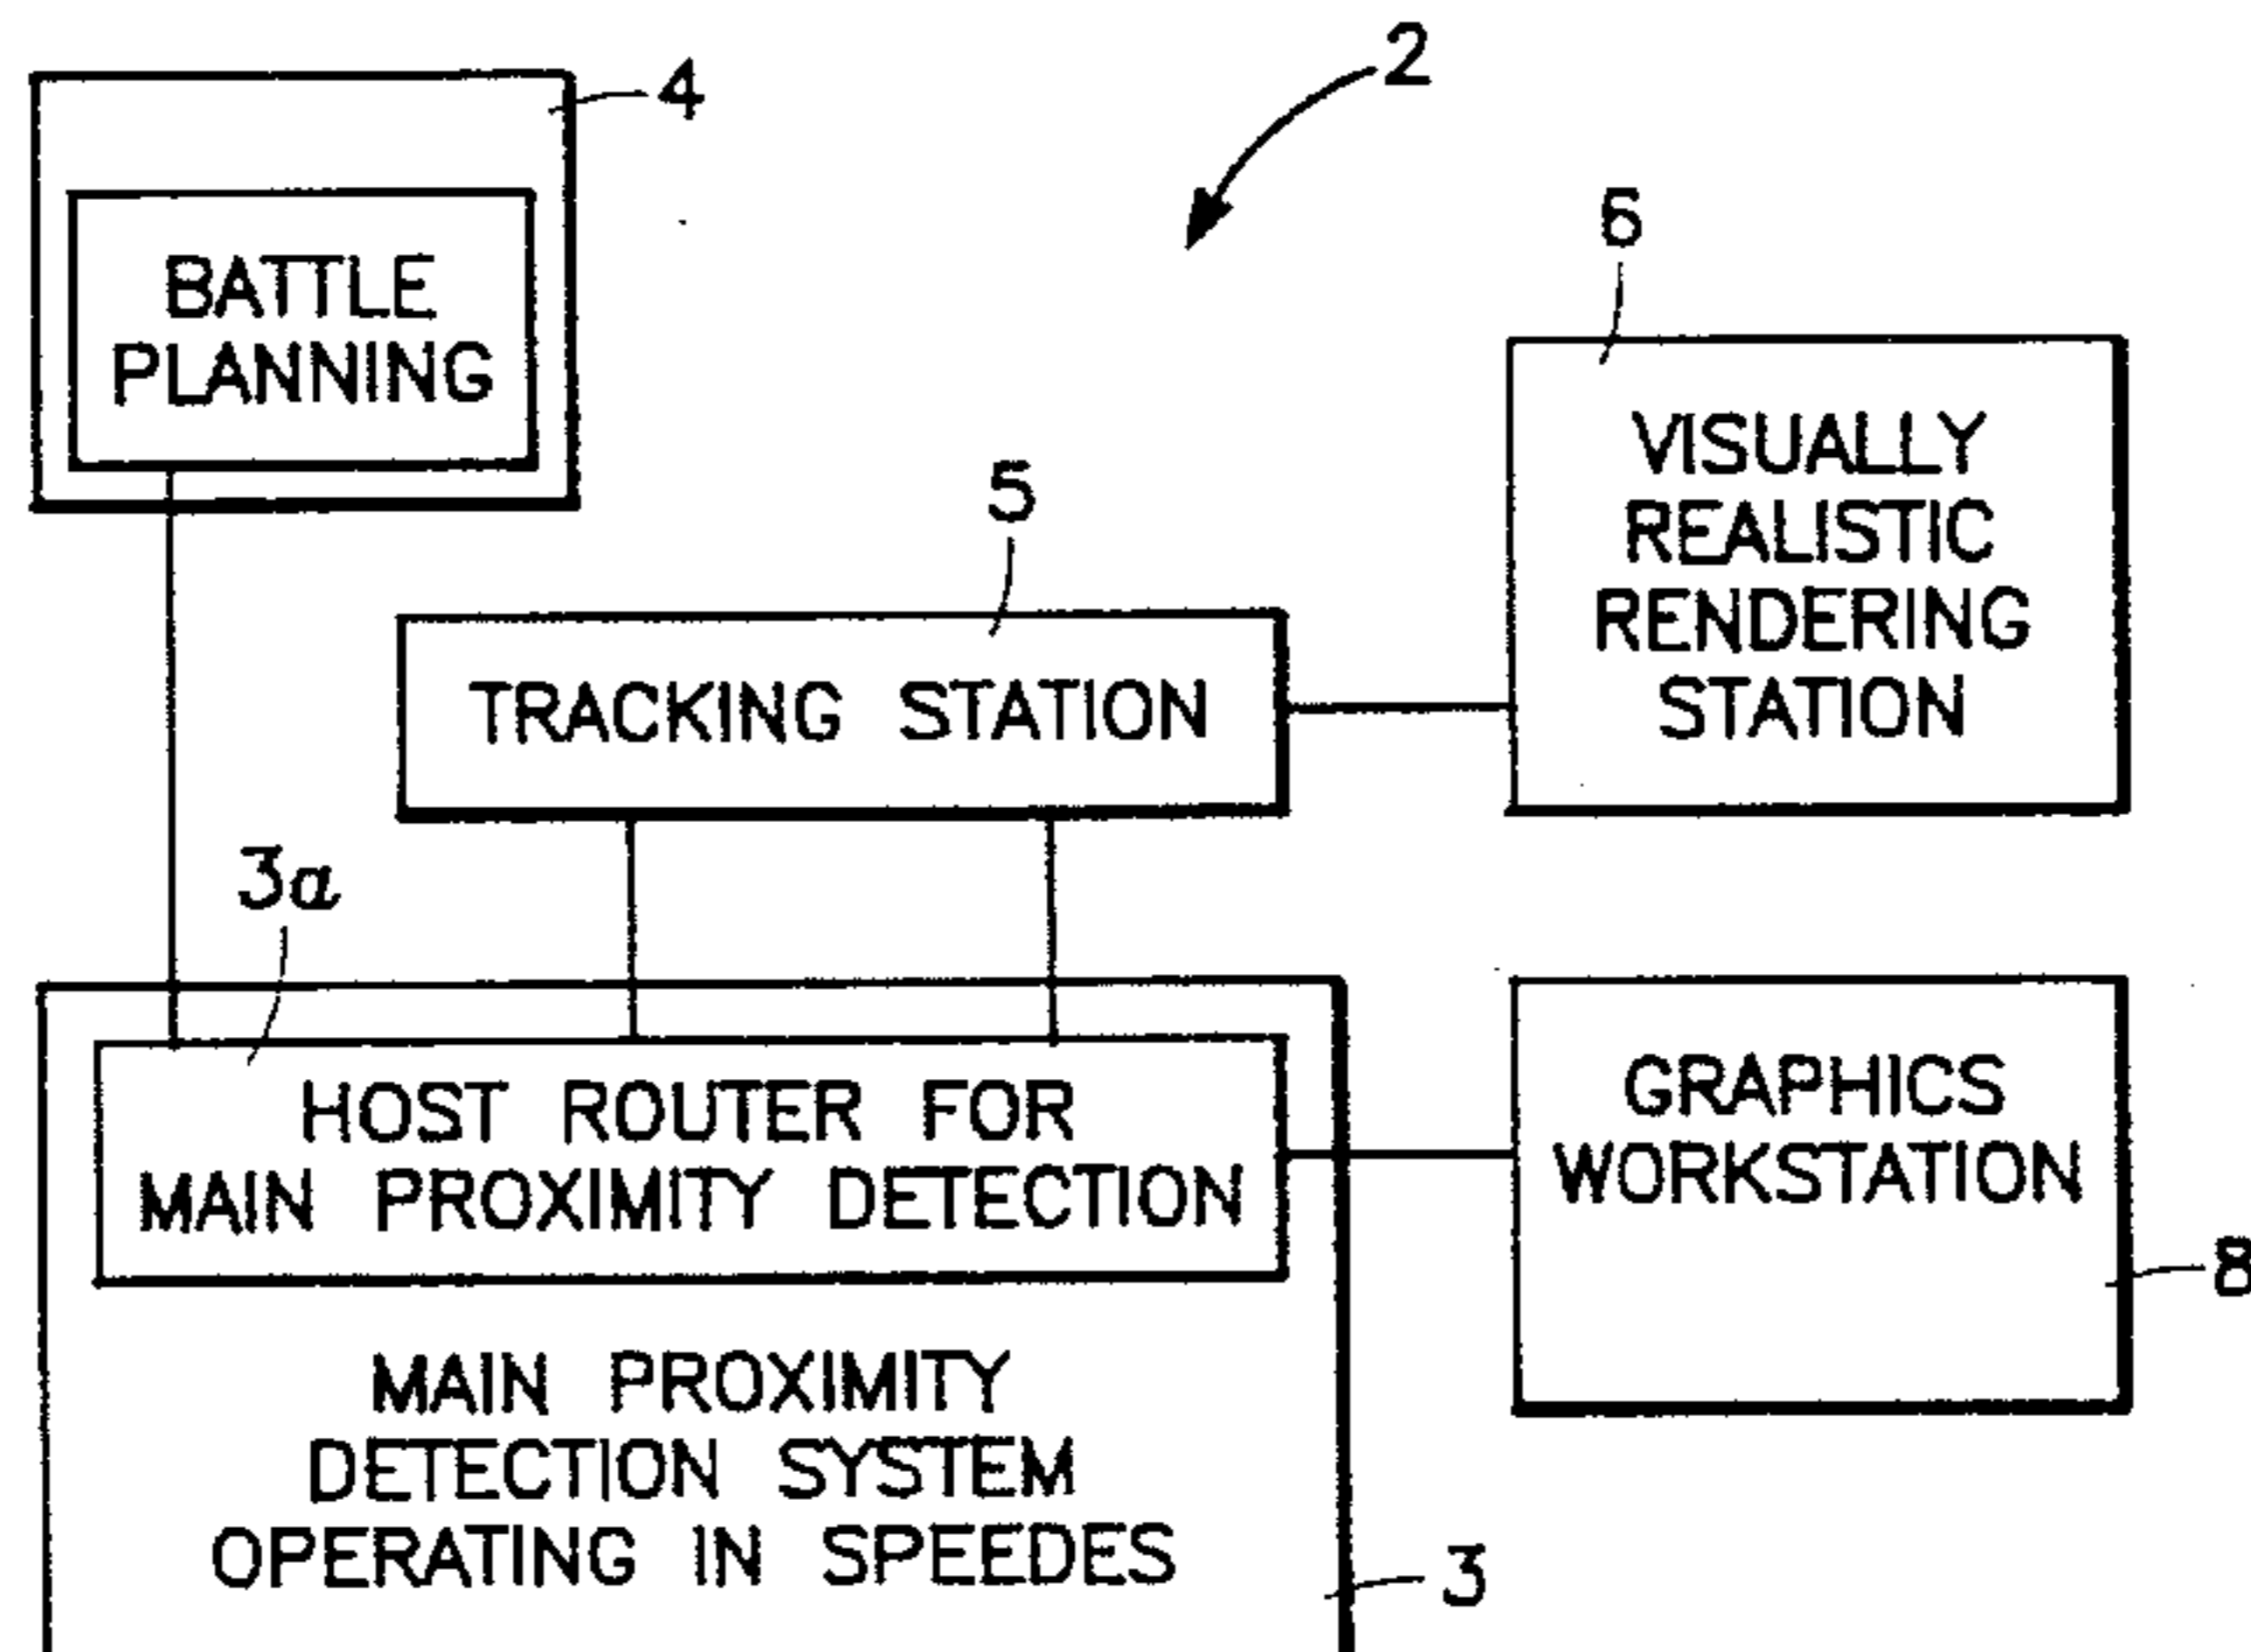 2
4
BATTLE
PLANNING
6
VISUALLY
REALISTIC
RENDERING
STATION
5
TRACKING STATION
3a
HOST ROUTER FOR
MAIN PROXIMITY DETECTION
GRAPHICS
WORKSTATION
8
MAIN PROXIMITY
DETECTION SYSTEM
OPERATING IN SPEEDES
3